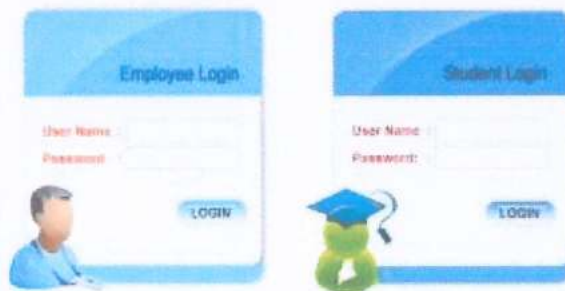 Employee Login
User Name :
Password :
LOGIN
Student Login
User Name :
Password:
LOGIN